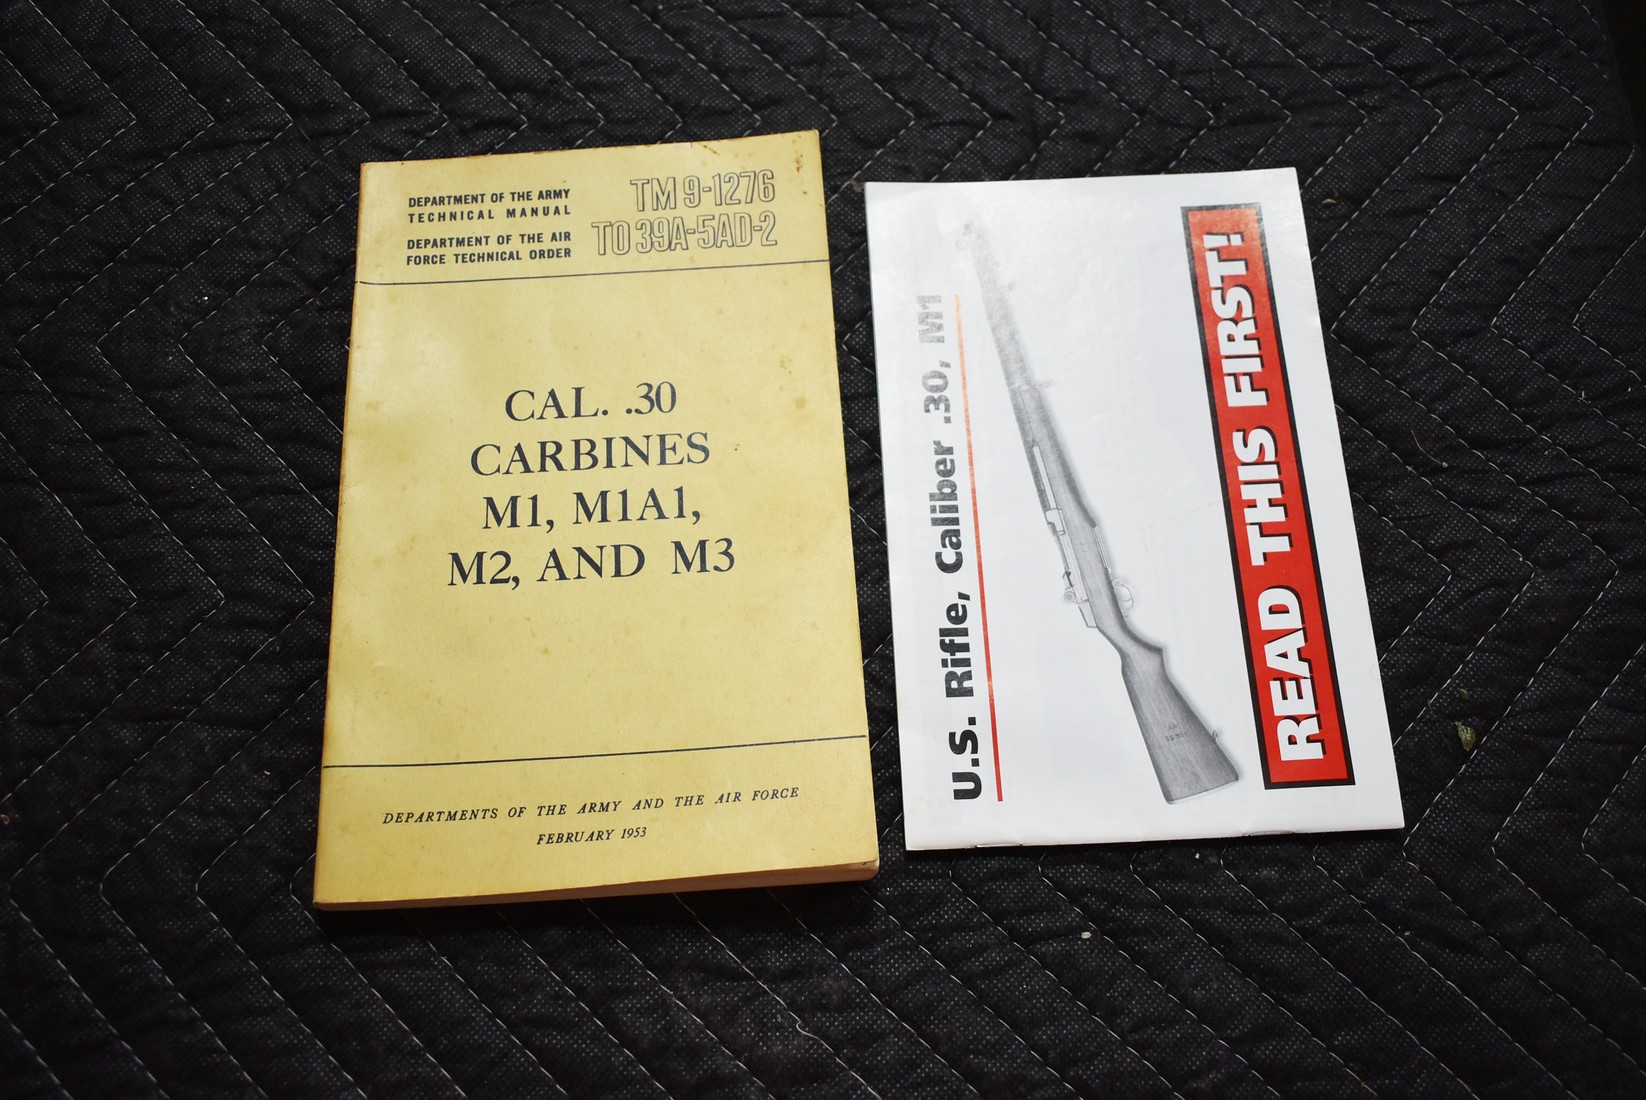 DEPARTMENT OF THE ARMY
TECHNICAL MANUAL
DEPARTMENT OF THE AIR
FORCE TECHNICAL ORDER
TM 9-1276
TO 39A-5AD-2
CAL. .30
CARBINES
M1, M1A1,
M2, AND M3
DEPARTMENTS OF THE ARMY AND THE AIR FORCE
FEBRUARY 1953
U.S. Rifle, Caliber .30, M1
READ THIS FIRST!